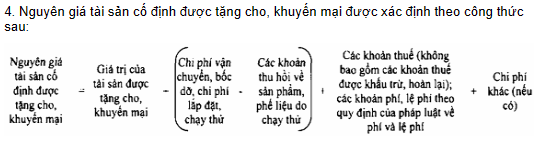 4. Nguyên giá tài sản cố định được tặng cho, khuyến mại được xác định theo công thức
sau:
Nguyên giá
tài sản cố
định được
tặng cho,
khuyến mại
=
Giá trị của
tài sản được
tặng cho,
khuyến mại
+
(
Chi phí vận
chuyển, bốc
dỡ, chi phí
lắp đặt,
chạy thử
-
Các khoản
thu hồi về
sản phẩm,
phế liệu do
chạy thử
)
+
Các khoản thuế (không
bao gồm các khoản thuế
được khấu trừ, hoàn lại);
các khoản phí, lệ phí theo
quy định của pháp luật về
phí và lệ phí
+
Chi phí
khác (nếu
có)